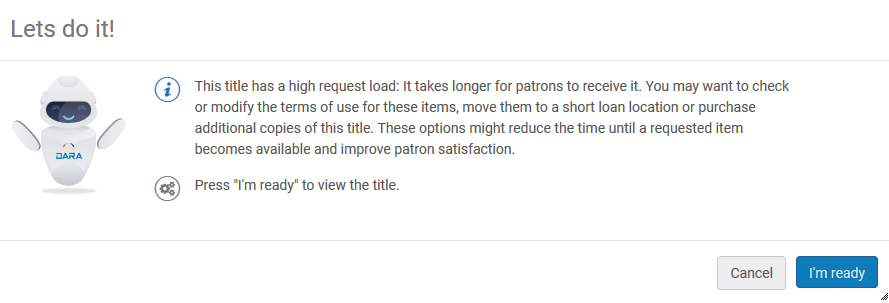 Lets do it!
This title has a high request load: It takes longer for patrons to receive it. You may want to check
or modify the terms of use for these items, move them to a short loan location or purchase
additional copies of this title. These options might reduce the time until a requested item
becomes available and improve patron satisfaction.
DARA
Press "I'm ready" to view the title.
Cancel
I'm ready